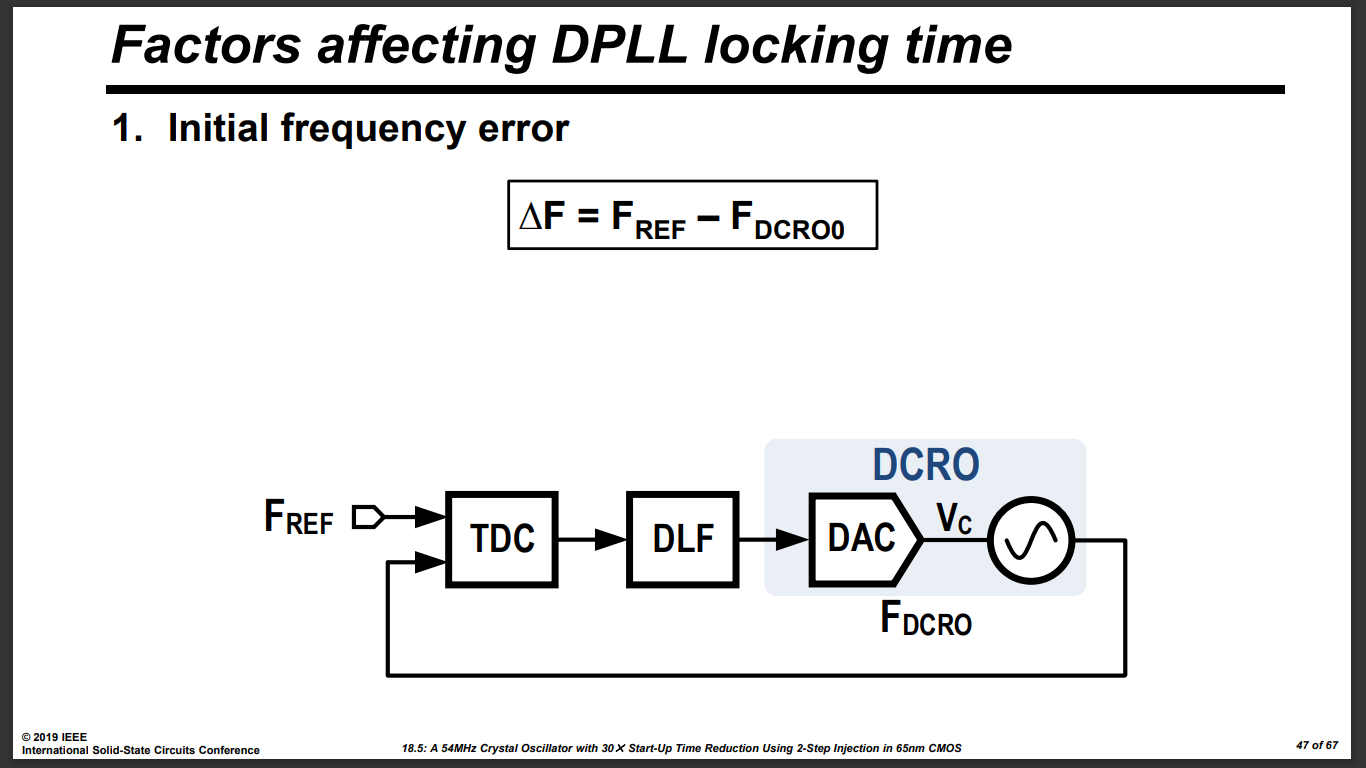 Factors affecting DPLL locking time
1. Initial frequency error
∆F = FREF – FDCRO0
DCRO
FREF
TDC
DLF
DAC
VC
FDCRO
© 2019 IEEE
International Solid-State Circuits Conference
18.5: A 54MHz Crystal Oscillator with 30✕ Start-Up Time Reduction Using 2-Step Injection in 65nm CMOS
47 of 67